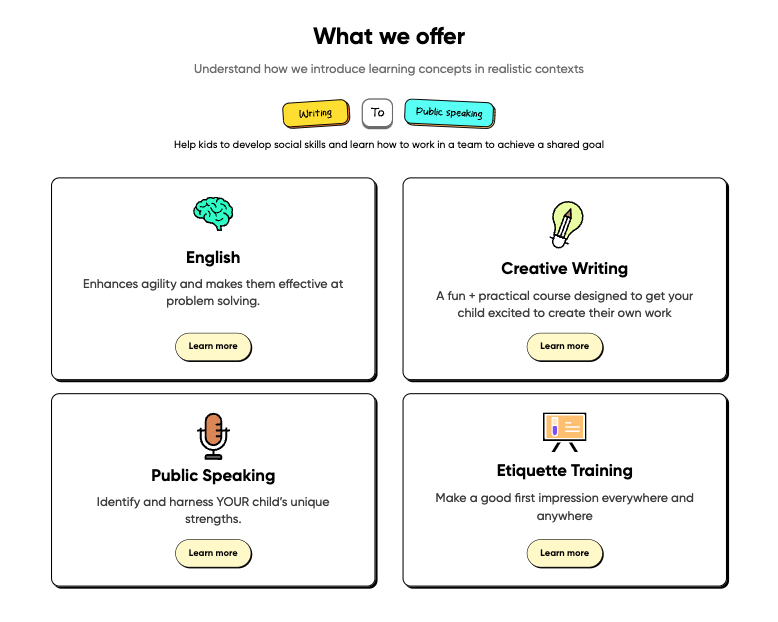 What we offer
Understand how we introduce learning concepts in realistic contexts
Writing To Public speaking
Help kids to develop social skills and learn how to work in a team to achieve a shared goal
English
Enhances agility and makes them effective at
problem solving.
Learn more
Creative Writing
A fun + practical course designed to get your
child excited to create their own work
Learn more
Public Speaking
Identify and harness YOUR child's unique
strengths.
Learn more
Etiquette Training
Make a good first impression everywhere and
anywhere
Learn more